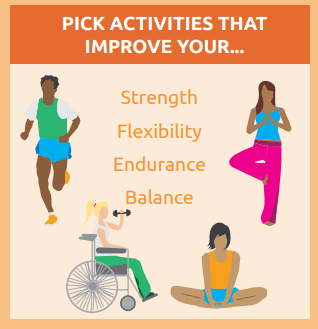 PICK ACTIVITIES THAT
IMPROVE YOUR...
Strength
Flexibility
Endurance
Balance